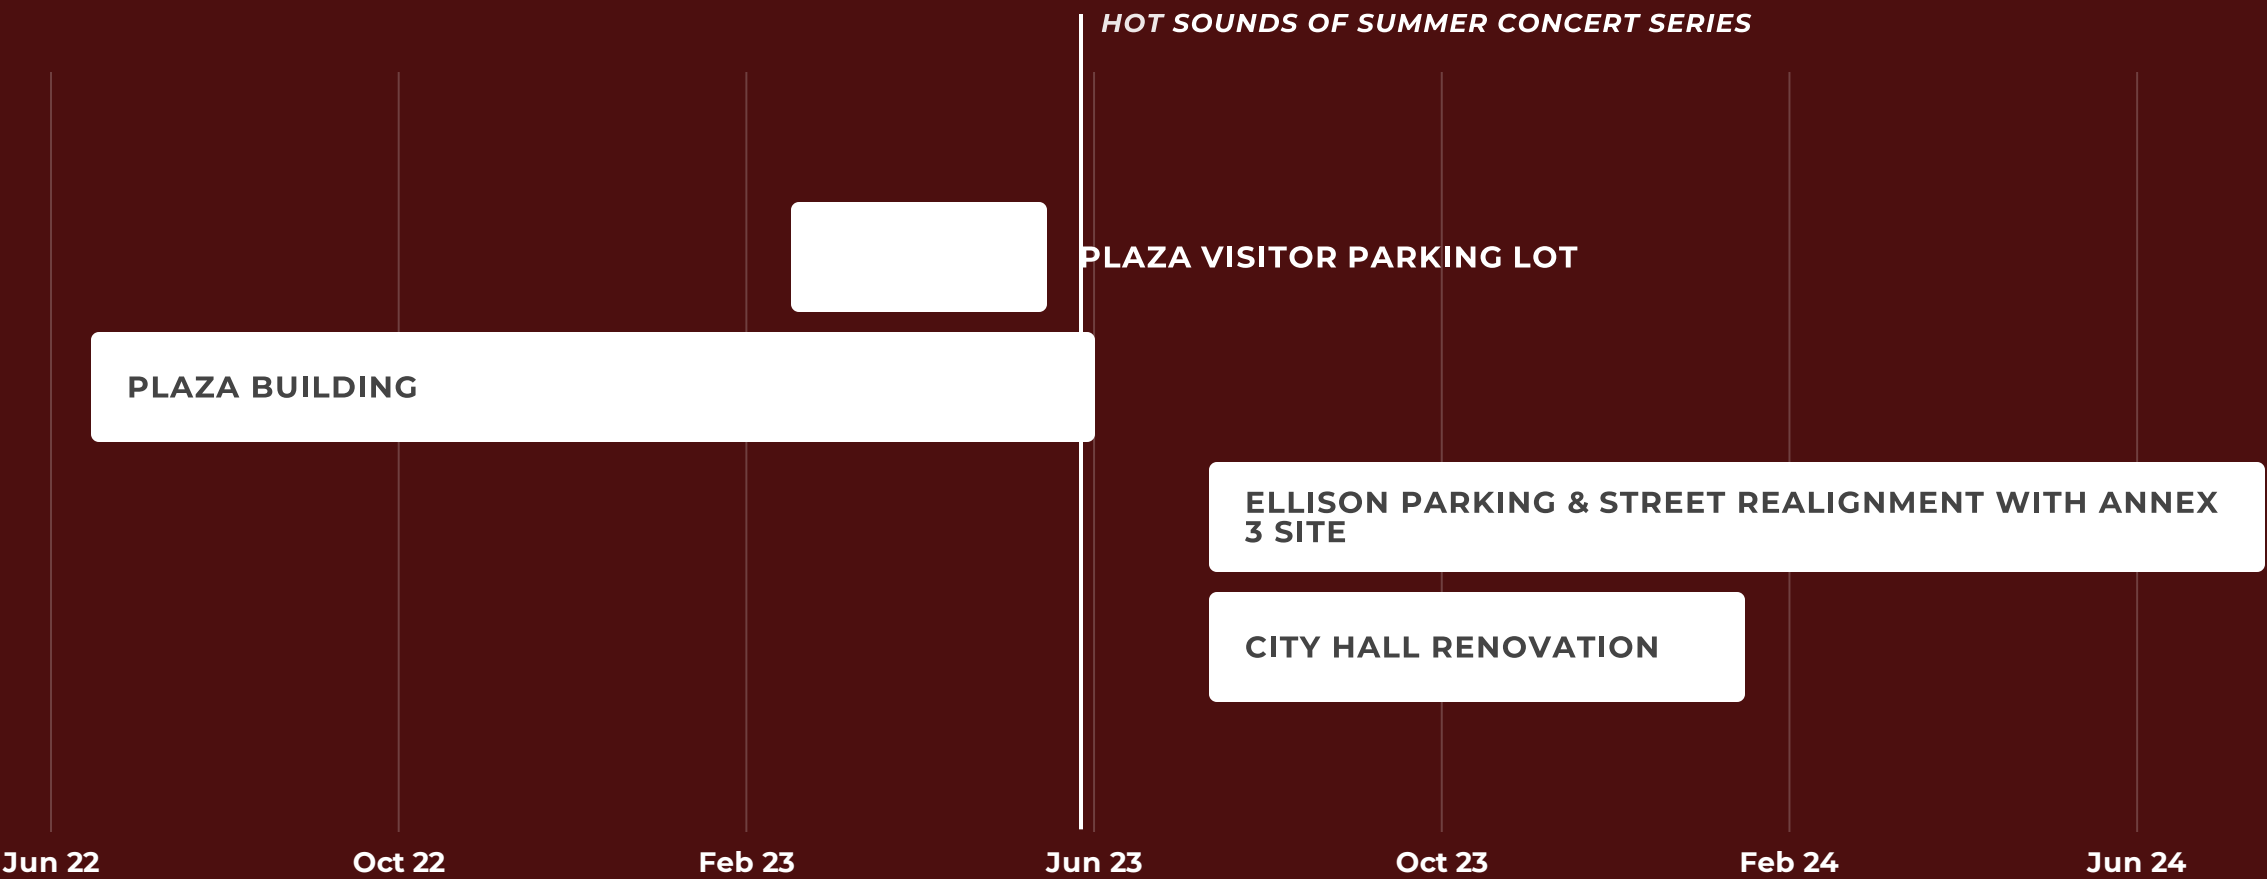 HOT SOUNDS OF SUMMER CONCERT SERIES
PLAZA VISITOR PARKING LOT
PLAZA BUILDING
ELLISON PARKING & STREET REALIGNMENT WITH ANNEX
3 SITE
CITY HALL RENOVATION
Jun 22 Oct 22 Feb 23 Jun 23 Oct 23 Feb 24 Jun 24